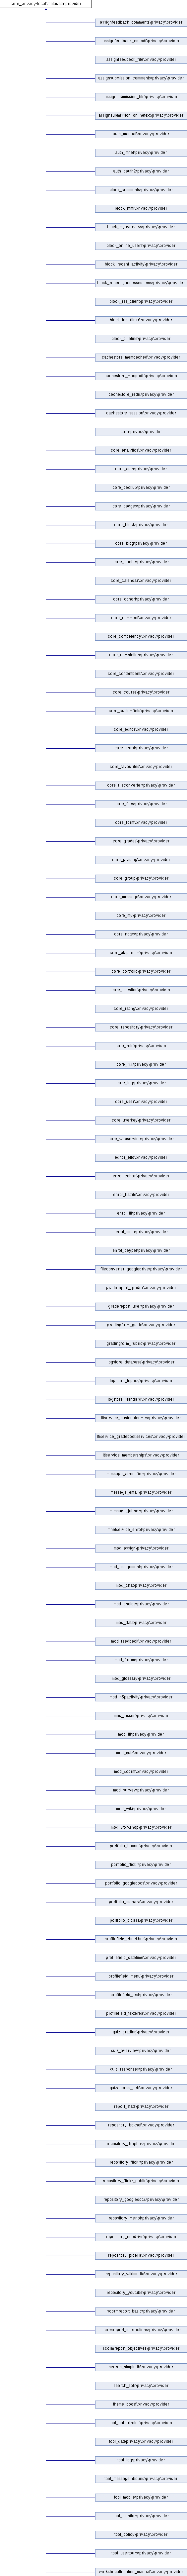 core_privacy\local\metadata\provider
assignfeedback_comments\privacy\provider
assignfeedback_editpdf\privacy\provider
assignfeedback_file\privacy\provider
assignsubmission_comments\privacy\provider
assignsubmission_file\privacy\provider
assignsubmission_onlinetext\privacy\provider
auth_manual\privacy\provider
auth_mnet\privacy\provider
auth_oauth2\privacy\provider
block_comments\privacy\provider
block_html\privacy\provider
block_myoverview\privacy\provider
block_online_users\privacy\provider
block_recent_activity\privacy\provider
block_recentlyaccesseditems\privacy\provider
block_rss_client\privacy\provider
block_tag_flickr\privacy\provider
block_timeline\privacy\provider
cachestore_memcached\privacy\provider
cachestore_mongodb\privacy\provider
cachestore_redis\privacy\provider
cachestore_session\privacy\provider
core\privacy\provider
core_analytics\privacy\provider
core_auth\privacy\provider
core_backup\privacy\provider
core_badges\privacy\provider
core_block\privacy\provider
core_blog\privacy\provider
core_cache\privacy\provider
core_calendar\privacy\provider
core_cohort\privacy\provider
core_comment\privacy\provider
core_competency\privacy\provider
core_completion\privacy\provider
core_contentbank\privacy\provider
core_course\privacy\provider
core_customfield\privacy\provider
core_editor\privacy\provider
core_enrol\privacy\provider
core_favourites\privacy\provider
core_fileconverter\privacy\provider
core_files\privacy\provider
core_form\privacy\provider
core_grades\privacy\provider
core_grading\privacy\provider
core_group\privacy\provider
core_message\privacy\provider
core_my\privacy\provider
core_notes\privacy\provider
core_plagiarism\privacy\provider
core_portfolio\privacy\provider
core_question\privacy\provider
core_rating\privacy\provider
core_repository\privacy\provider
core_role\privacy\provider
core_rss\privacy\provider
core_tag\privacy\provider
core_user\privacy\provider
core_userkey\privacy\provider
core_webservice\privacy\provider
editor_atto\privacy\provider
enrol_cohort\privacy\provider
enrol_flatfile\privacy\provider
enrol_lti\privacy\provider
enrol_meta\privacy\provider
enrol_paypal\privacy\provider
fileconverter_googledrive\privacy\provider
gradereport_grader\privacy\provider
gradereport_user\privacy\provider
gradingform_guide\privacy\provider
gradingform_rubric\privacy\provider
logstore_database\privacy\provider
logstore_legacy\privacy\provider
logstore_standard\privacy\provider
ltiservice_basicoutcomes\privacy\provider
ltiservice_gradebookservices\privacy\provider
ltiservice_memberships\privacy\provider
message_airnotifier\privacy\provider
message_email\privacy\provider
message_jabber\privacy\provider
mnetservice_enrol\privacy\provider
mod_assign\privacy\provider
mod_assignment\privacy\provider
mod_chat\privacy\provider
mod_choice\privacy\provider
mod_data\privacy\provider
mod_feedback\privacy\provider
mod_forum\privacy\provider
mod_glossary\privacy\provider
mod_h5pactivity\privacy\provider
mod_lesson\privacy\provider
mod_lti\privacy\provider
mod_quiz\privacy\provider
mod_scorm\privacy\provider
mod_survey\privacy\provider
mod_wiki\privacy\provider
mod_workshop\privacy\provider
portfolio_boxnet\privacy\provider
portfolio_flickr\privacy\provider
portfolio_googledocs\privacy\provider
portfolio_mahara\privacy\provider
portfolio_picasa\privacy\provider
profilefield_checkbox\privacy\provider
profilefield_datetime\privacy\provider
profilefield_menu\privacy\provider
profilefield_text\privacy\provider
profilefield_textarea\privacy\provider
quiz_grading\privacy\provider
quiz_overview\privacy\provider
quiz_responses\privacy\provider
quizaccess_seb\privacy\provider
report_stats\privacy\provider
repository_boxnet\privacy\provider
repository_dropbox\privacy\provider
repository_flickr\privacy\provider
repository_flickr_public\privacy\provider
repository_googledocs\privacy\provider
repository_merlot\privacy\provider
repository_onedrive\privacy\provider
repository_picasa\privacy\provider
repository_wikimedia\privacy\provider
repository_youtube\privacy\provider
scormreport_basic\privacy\provider
scormreport_interactions\privacy\provider
scormreport_objectives\privacy\provider
search_simpledb\privacy\provider
search_solr\privacy\provider
theme_boost\privacy\provider
tool_cohortroles\privacy\provider
tool_dataprivacy\privacy\provider
tool_log\privacy\provider
tool_messageinbound\privacy\provider
tool_mobile\privacy\provider
tool_monitor\privacy\provider
tool_policy\privacy\provider
tool_usertours\privacy\provider
workshopallocation_manual\privacy\provider